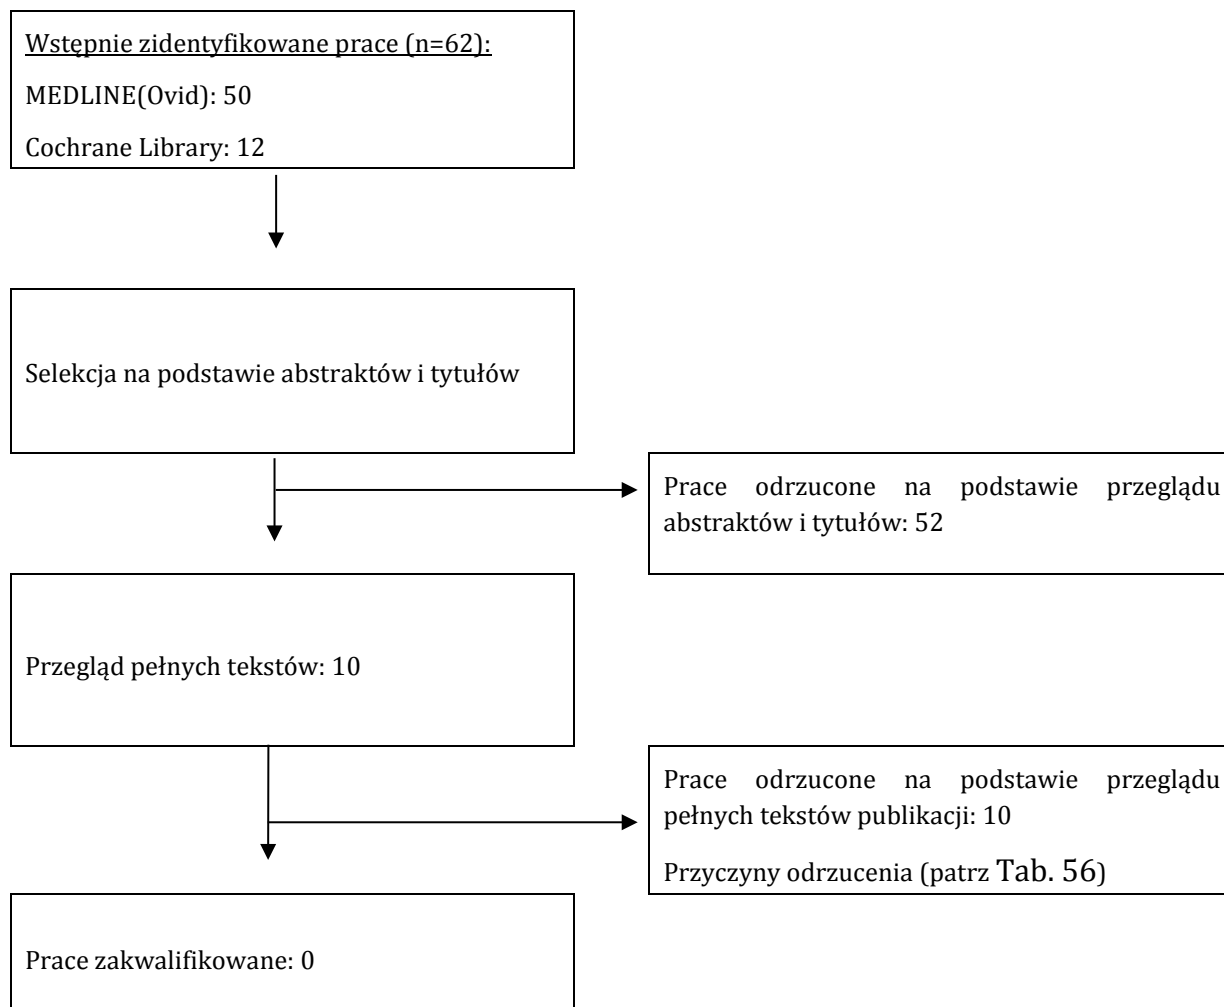 Wstępnie zidentyfikowane prace (n=62):
MEDLINE(Ovid): 50
Cochrane Library: 12
Selekcja na podstawie abstraktów i tytułów
Prace odrzucone na podstawie przeglądu
abstraktów i tytułów: 52
Przegląd pełnych tekstów: 10
Prace odrzucone na podstawie przeglądu
pełnych tekstów publikacji: 10
Przyczyny odrzucenia (patrz Tab. 56)
Prace zakwalifikowane: 0